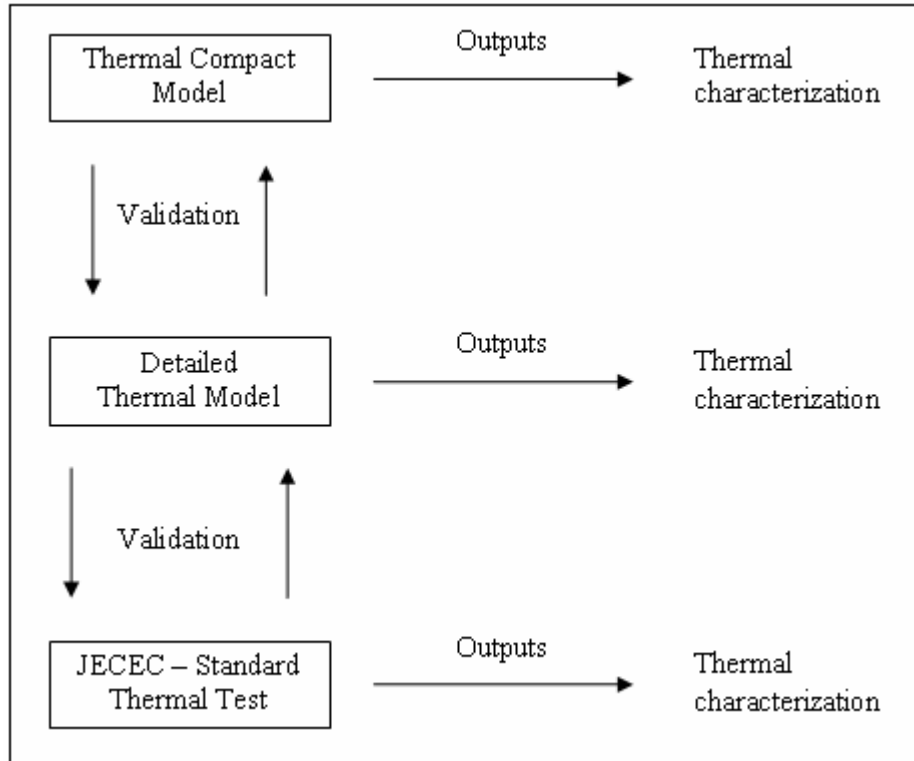 Thermal Compact
Model
Outputs
Thermal
characterization
Validation
Detailed
Thermal Model
Outputs
Thermal
characterization
Validation
JECEC – Standard
Thermal Test
Outputs
Thermal
characterization